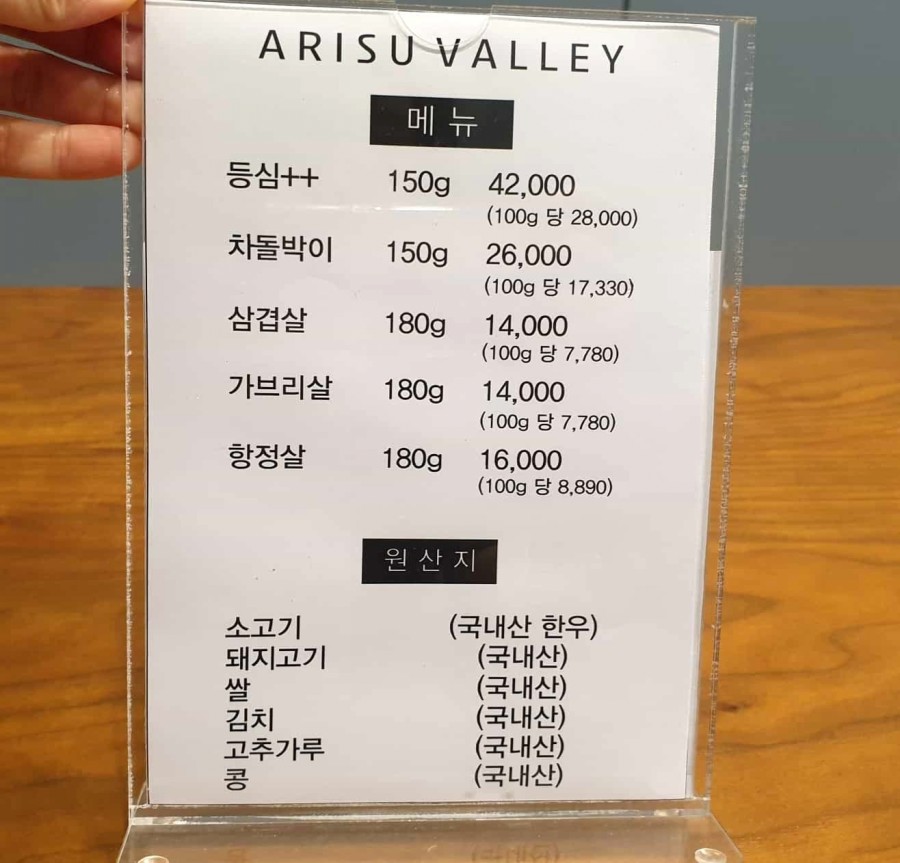 ARISU VALLEY
메뉴
등심++ 150g 42,000
(100g 당 28,000)
차돌박이 150g 26,000
(100g 당 17,330)
삼겹살 180g 14,000
(100g 당 7,780)
가브리살 180g 14,000
(100g 당 7,780)
항정살 180g 16,000
(100g 당 8,890)
원산지
소고기 (국내산 한우)
돼지고기 (국내산)
쌀 (국내산)
김치 (국내산)
고추가루 (국내산)
콩 (국내산)